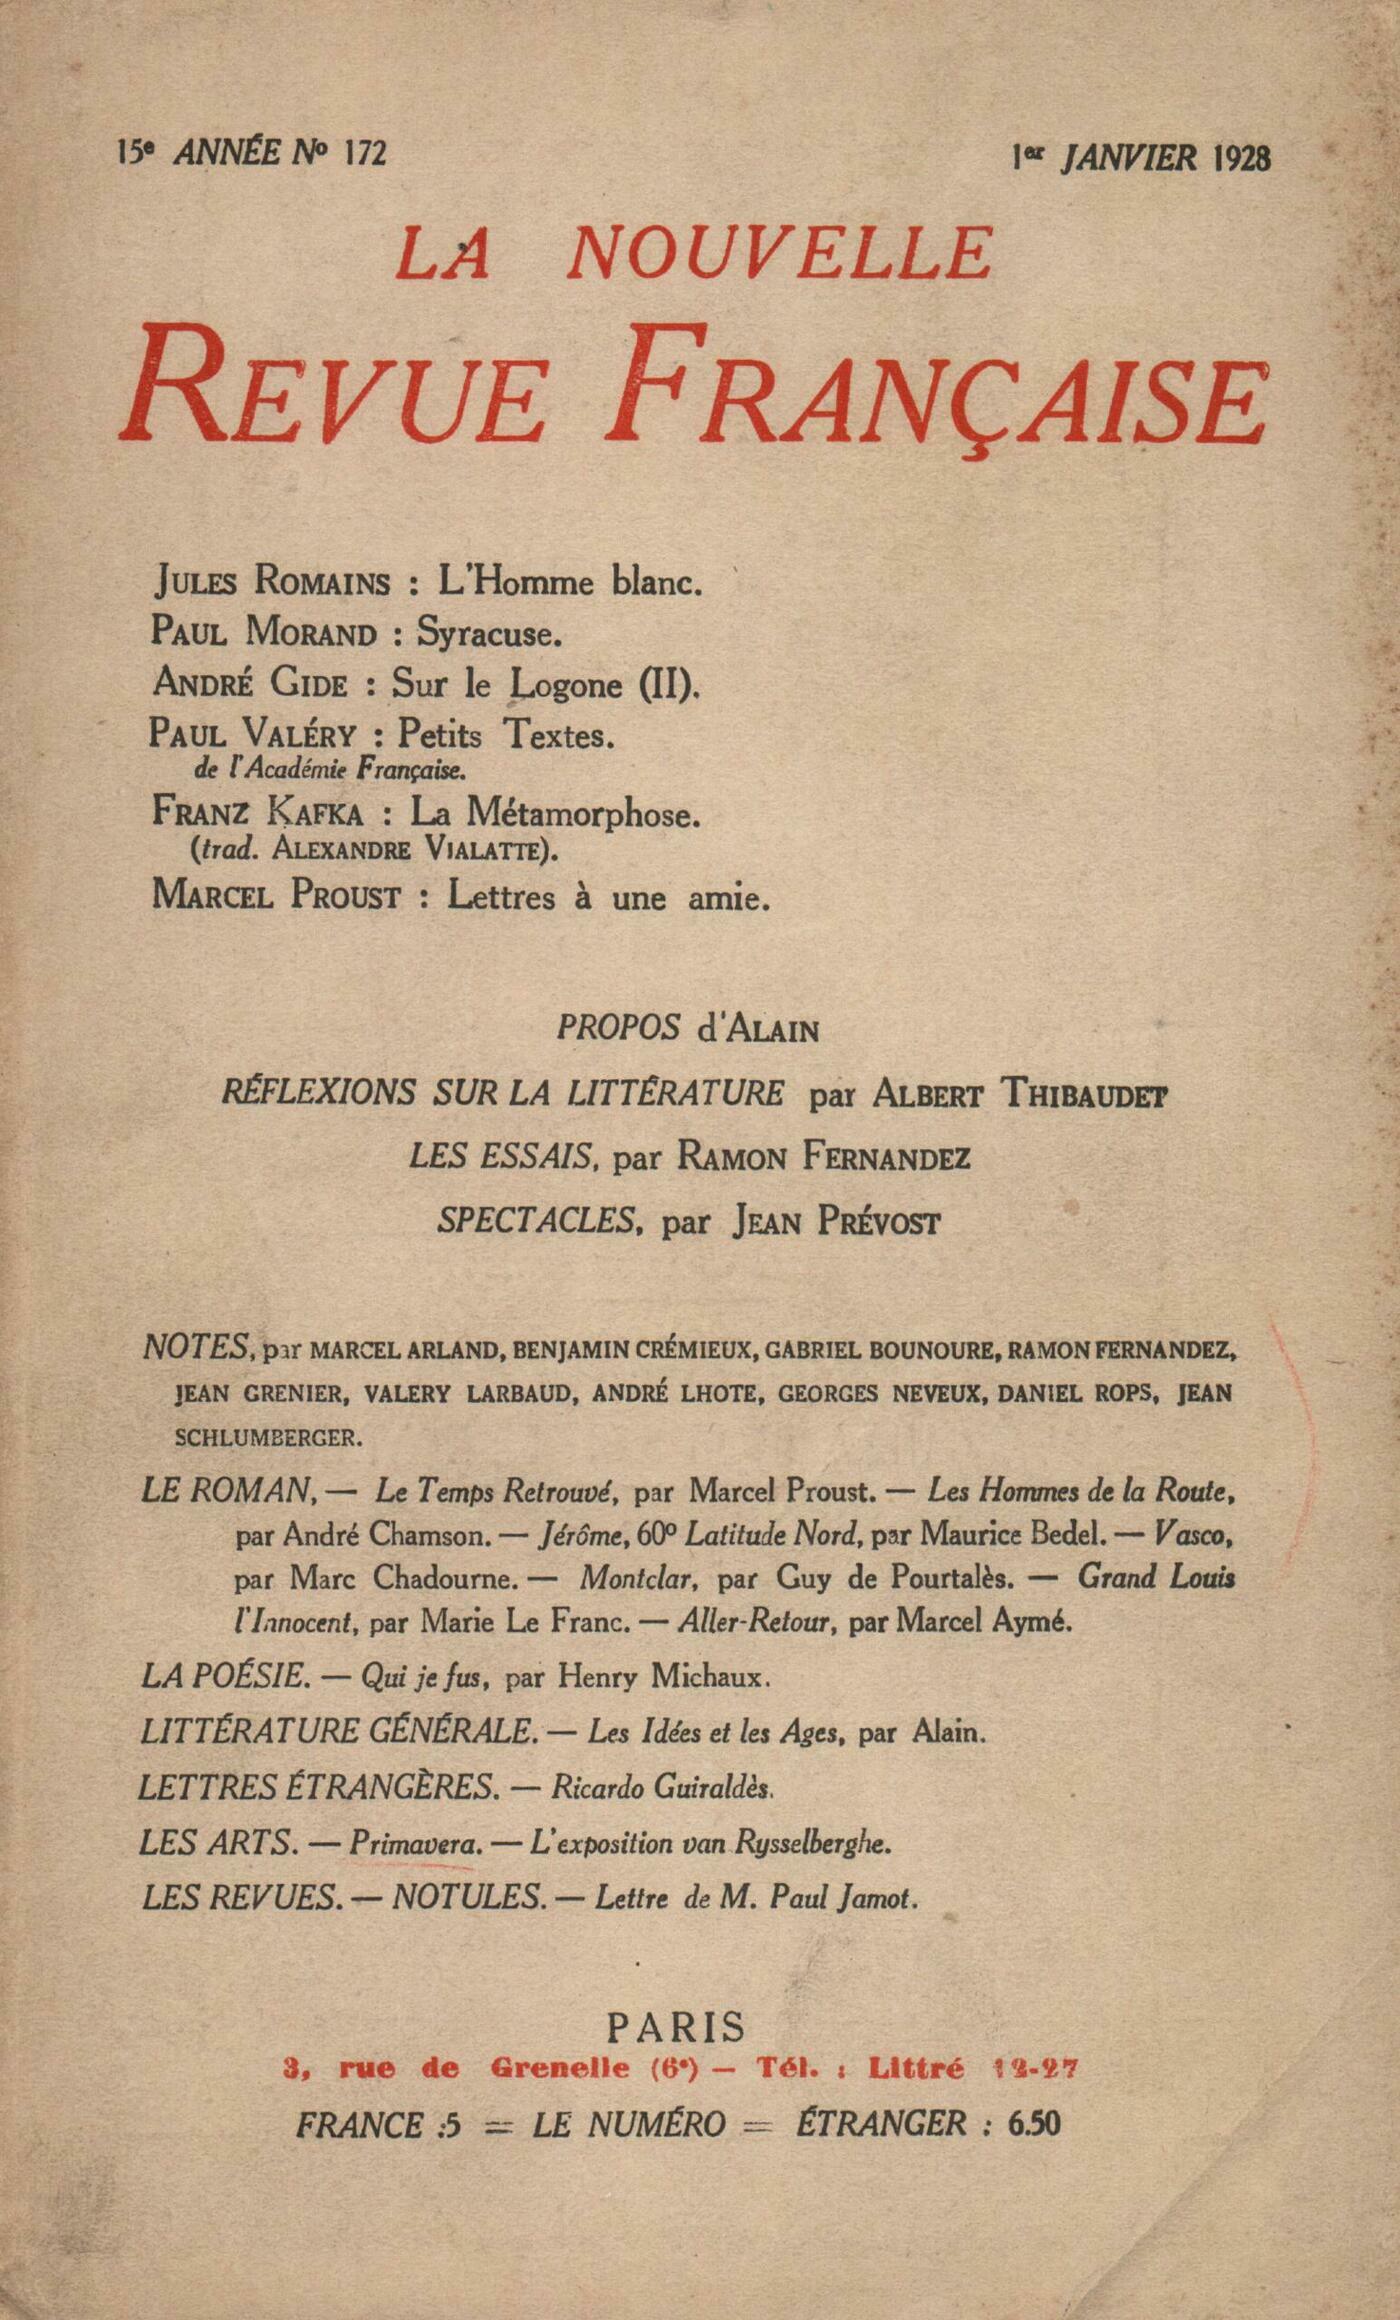 15e ANNÉE No 172
1er JANVIER 1928
LA NOUVELLE
REVUE FRANÇAISE
JULES ROMAINS : L'Homme blanc.
PAUL MORAND : Syracuse.
ANDRÉ GIDE : Sur le Logone (II).
PAUL VALÉRY : Petits Textes.
de l'Académie Française.
FRANZ KAFKA : La Métamorphose.
(trad. ALEXANDRE VIALATTE).
MARCEL PROUST : Lettres à une amie.
PROPOS d'ALAIN
RÉFLEXIONS SUR LA LITTÉRATURE par ALBERT THIBAUDET
LES ESSAIS, par RAMON FERNANDEZ
SPECTACLES, par JEAN PRÉVOST
NOTES, par MARCEL ARLAND, BENJAMIN CRÉMIEUX, GABRIEL BOUNOURE, RAMON FERNANDEZ,
JEAN GRENIER, VALERY LARBAUD, ANDRÉ LHOTE, GEORGES NEVEUX, DANIEL ROPS, JEAN
SCHLUMBERGER.
LE ROMAN, — Le Temps Retrouvé, par Marcel Proust. — Les Hommes de la Route,
par André Chamson. — Jérôme, 60º Latitude Nord, par Maurice Bedel. — Vasco,
par Marc Chadourne. — Montclar, par Guy de Pourtalès. — Grand Louis
l'Innocent, par Marie Le Franc. — Aller-Retour, par Marcel Aymé.
LA POÉSIE. — Qui je fus, par Henry Michaux.
LITTÉRATURE GÉNÉRALE. — Les Idées et les Ages, par Alain.
LETTRES ÉTRANGÈRES. — Ricardo Guiraldès.
LES ARTS. — Primavera. — L'exposition van Rysselberghe.
LES REVUES. — NOTULES. — Lettre de M. Paul Jamot.
PARIS
3, rue de Grenelle (6e) — Tél. : Littré 12-27
FRANCE :5 = LE NUMÉRO = ÉTRANGER : 6.50